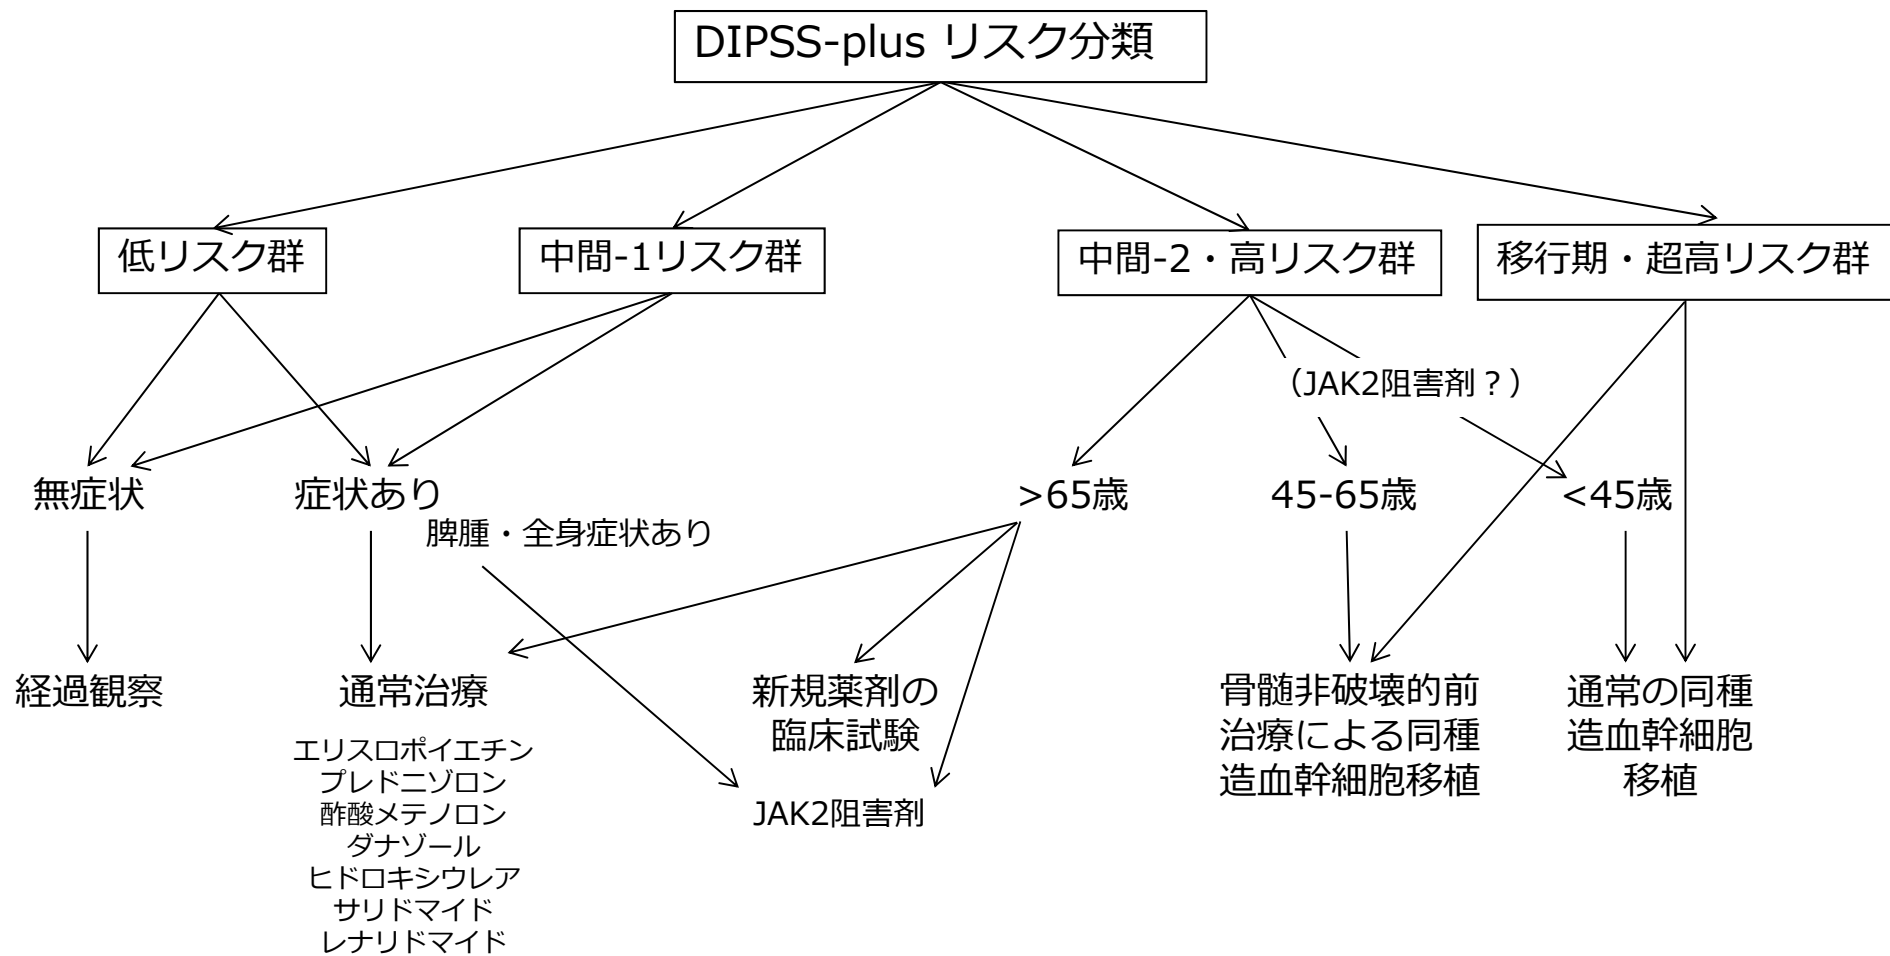 DIPSS-plus リスク分類
低リスク群
中間-1リスク群
中間-2・高リスク群
移行期・超高リスク群
（JAK2阻害剤？）
無症状
症状あり
脾腫・全身症状あり
>65歳
45-65歳
<45歳
経過観察
通常治療
エリスロポイエチン
プレドニゾロン
酢酸メテノロン
ダナゾール
ヒドロキシウレア
サリドマイド
レナリドマイド
新規薬剤の
臨床試験
JAK2阻害剤
骨髄非破壊的前
治療による同種
造血幹細胞移植
通常の同種
造血幹細胞
移植